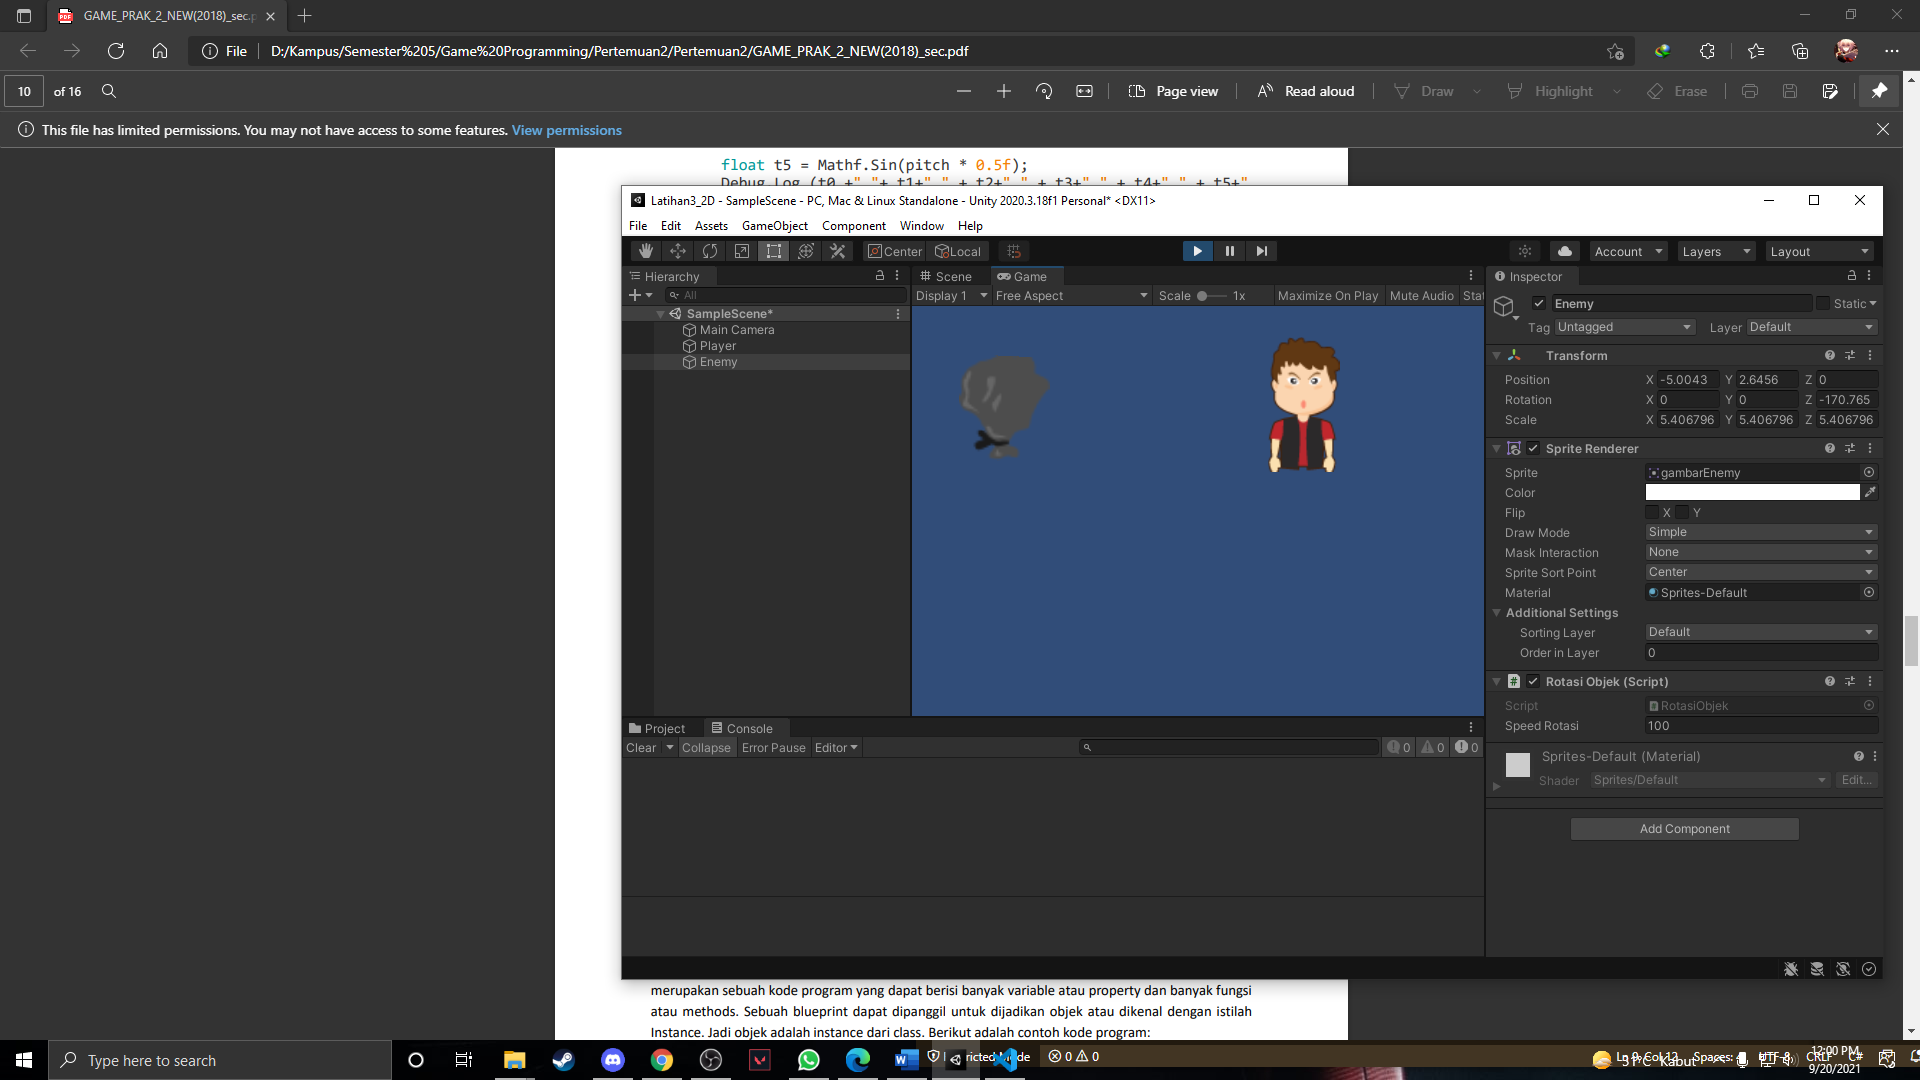 GAME_PRAK_2_NEW(2018)_sec.p
File D:/Kampus/Semester%205/Game%20Programming/Pertemuan2/Pertemuan2/GAME_PRAK_2_NEW(2018)_sec.pdf
10 of 16 Page view Read aloud Draw Highlight Erase
This file has limited permissions. You may not have access to some features. View permissions
float t5 = Mathf.Sin(pitch * 0.5f);
Debug.Log (t0 +" "+ t1+" " + t2+" " + t3+" " + t4+" " + t5+"
Latihan3_2D - SampleScene - PC, Mac & Linux Standalone - Unity 2020.3.18f1 Personal* <DX11>
File Edit Assets GameObject Component Window Help
Center Local Account Layers Layout
Hierarchy Scene Game Inspector
All Display 1 Free Aspect Scale 1x Maximize On Play Mute Audio Stat
SampleScene*
Main Camera
Player
Enemy
Enemy Static
Tag Untagged Layer Default
Transform
Position X -5.0043 Y 2.6456 Z 0
Rotation X 0 Y 0 Z -170.765
Scale X 5.406796 Y 5.406796 Z 5.406796
Sprite Renderer
Sprite gambarEnemy
Color
Flip X Y
Draw Mode Simple
Mask Interaction None
Sprite Sort Point Center
Material Sprites-Default
Additional Settings
Sorting Layer Default
Order in Layer 0
Rotasi Objek (Script)
Script RotasiObjek
Speed Rotasi 100
Sprites-Default (Material)
Shader Sprites/Default Edit...
Add Component
Project Console
Clear Collapse Error Pause Editor 0 0 0
merupakan sebuah kode program yang dapat berisi banyak variable atau property dan banyak fungsi
atau methods. Sebuah blueprint dapat dipanggil untuk dijadikan objek atau dikenal dengan istilah
Instance. Jadi objek adalah instance dari class. Berikut adalah contoh kode program:
Type here to search 0 0 31°C Kabut UTF-8 CRLF C# 12:00 PM
9/20/2021